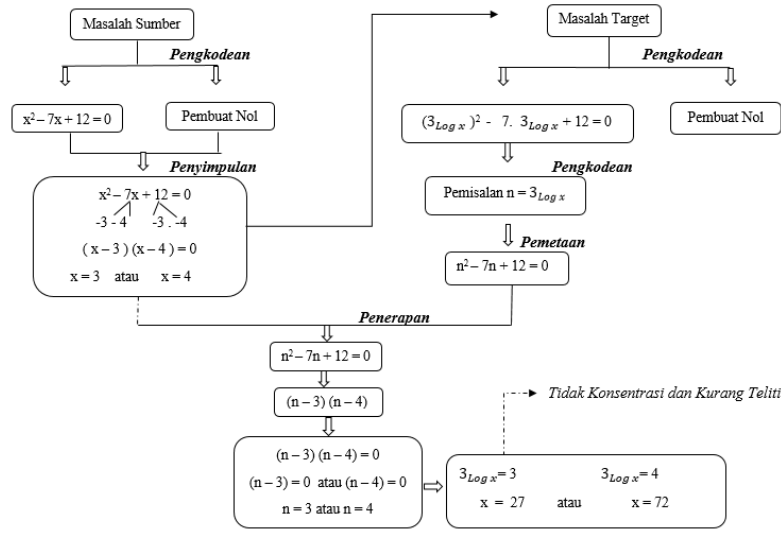 Masalah Sumber
Pengkodean
x² – 7x + 12 = 0
Pembuat Nol
Penyimpulan
x² – 7x + 12 = 0
-3 - 4 -3 . -4
( x – 3 ) (x – 4 ) = 0
x = 3 atau x = 4
Masalah Target
Pengkodean
(3Log x )² - 7. 3Log x + 12 = 0
Pembuat Nol
Pengkodean
Pemisalan n = 3Log x
Pemetaan
n² – 7n + 12 = 0
Penerapan
n² – 7n + 12 = 0
(n – 3) (n – 4)
(n – 3) (n – 4) = 0
(n – 3) = 0 atau (n – 4) = 0
n = 3 atau n = 4
Tidak Konsentrasi dan Kurang Teliti
3Log x = 3 3Log x = 4
x = 27 atau x = 72